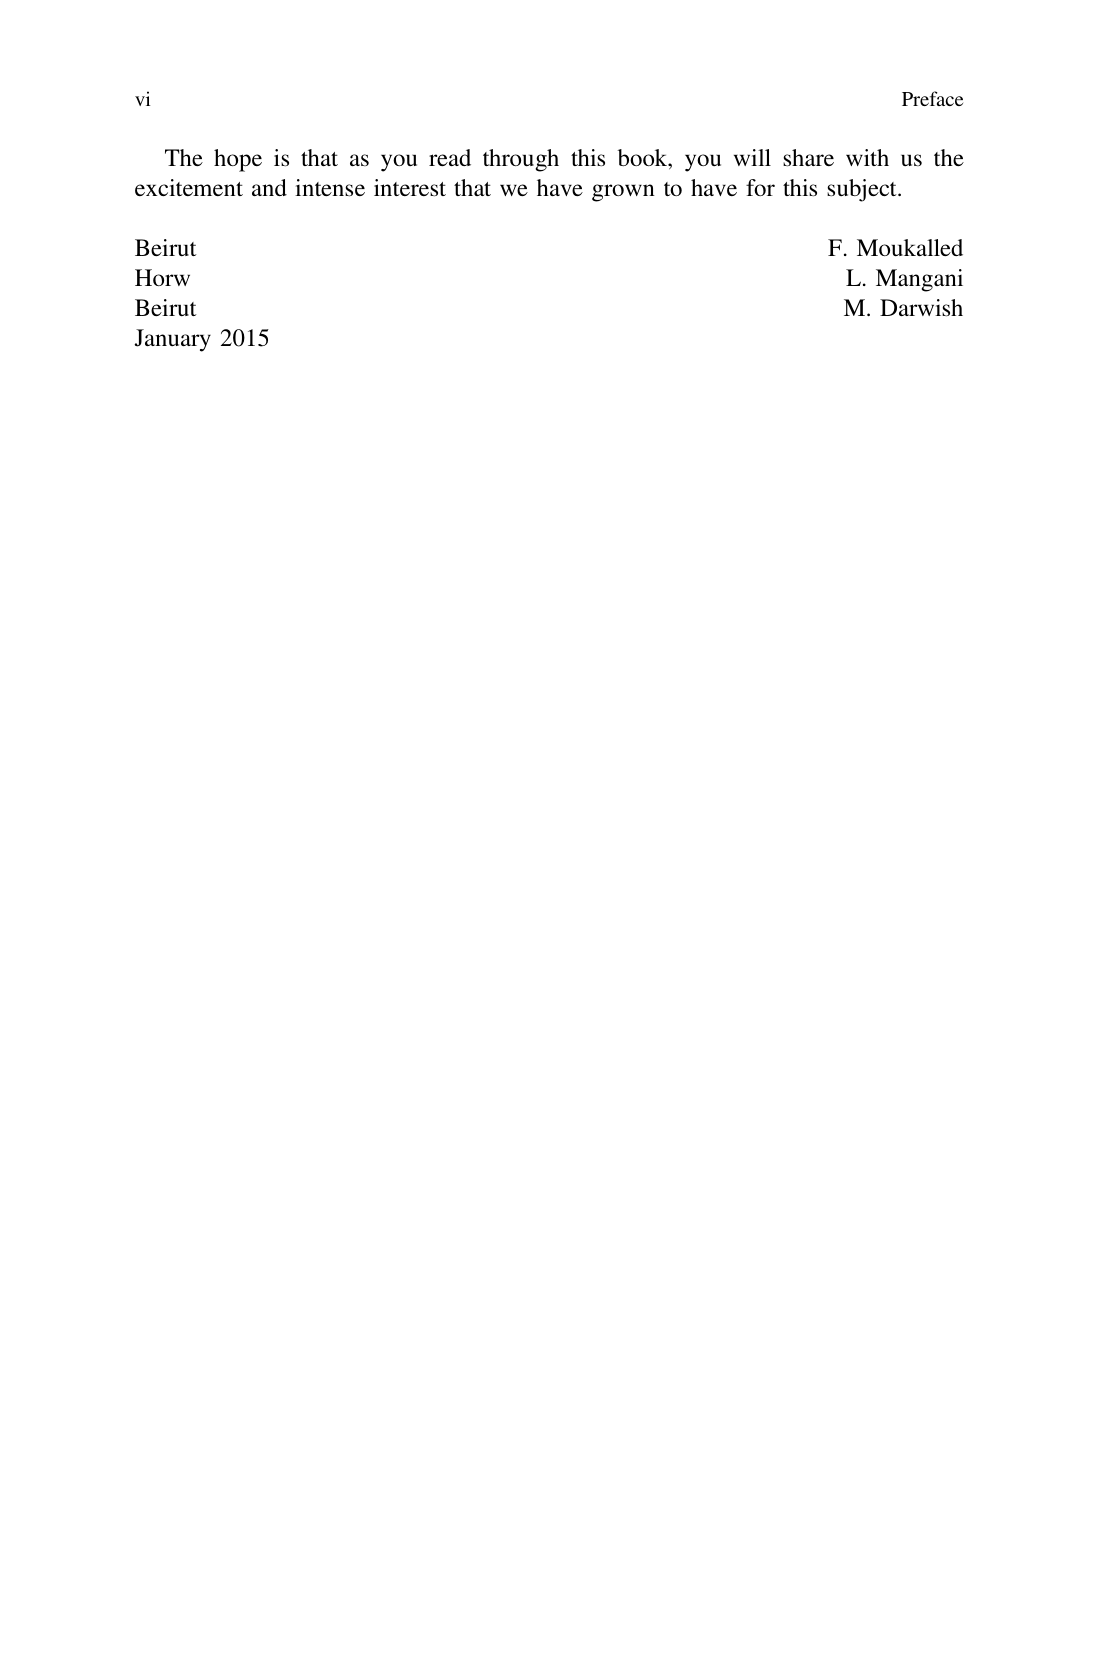 vi Preface
The hope is that as you read through this book, you will share with us the
excitement and intense interest that we have grown to have for this subject.
Beirut F. Moukalled
Horw L. Mangani
Beirut M. Darwish
January 2015